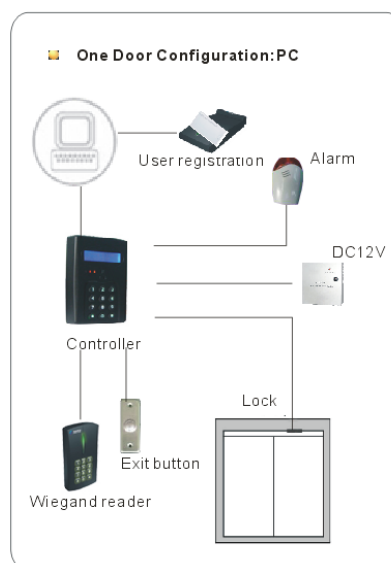 One Door Configuration:PC
User registration
Alarm
DC12V
Controller
Lock
Exit button
Wiegand reader